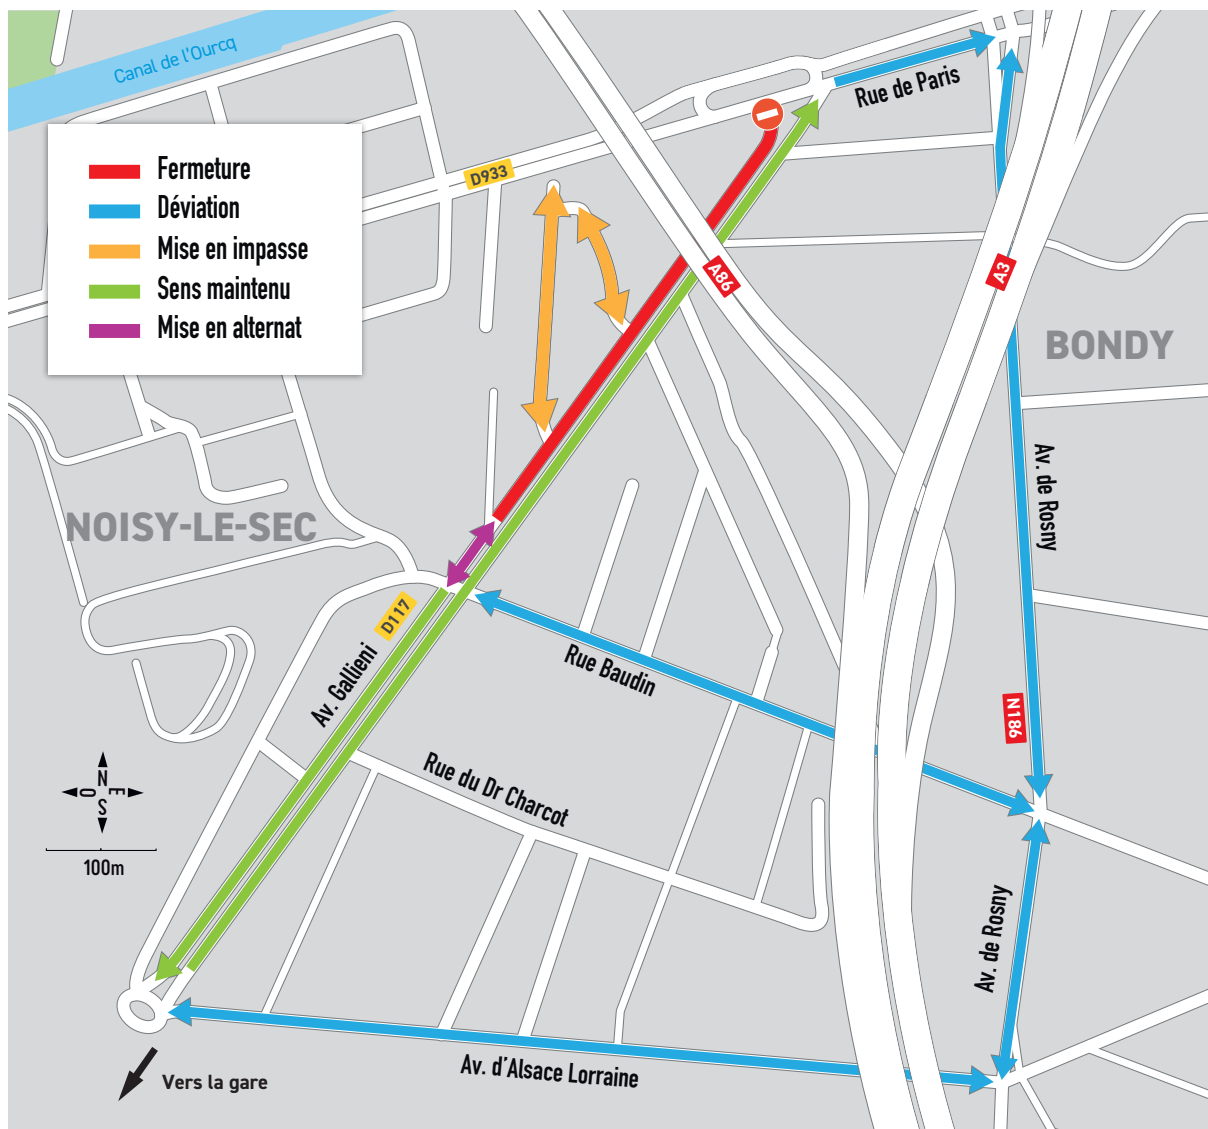 Canal de l'Ourcq
Rue de Paris
Fermeture
Déviation
Mise en impasse
Sens maintenu
Mise en alternat
D933
A86
A3
BONDY
NOISY-LE-SEC
Av. de Rosny
D117
Av. Gallieni
Rue Baudin
N186
Rue du Dr Charcot
N
O E
S
100m
Av. de Rosny
Av. d'Alsace Lorraine
Vers la gare